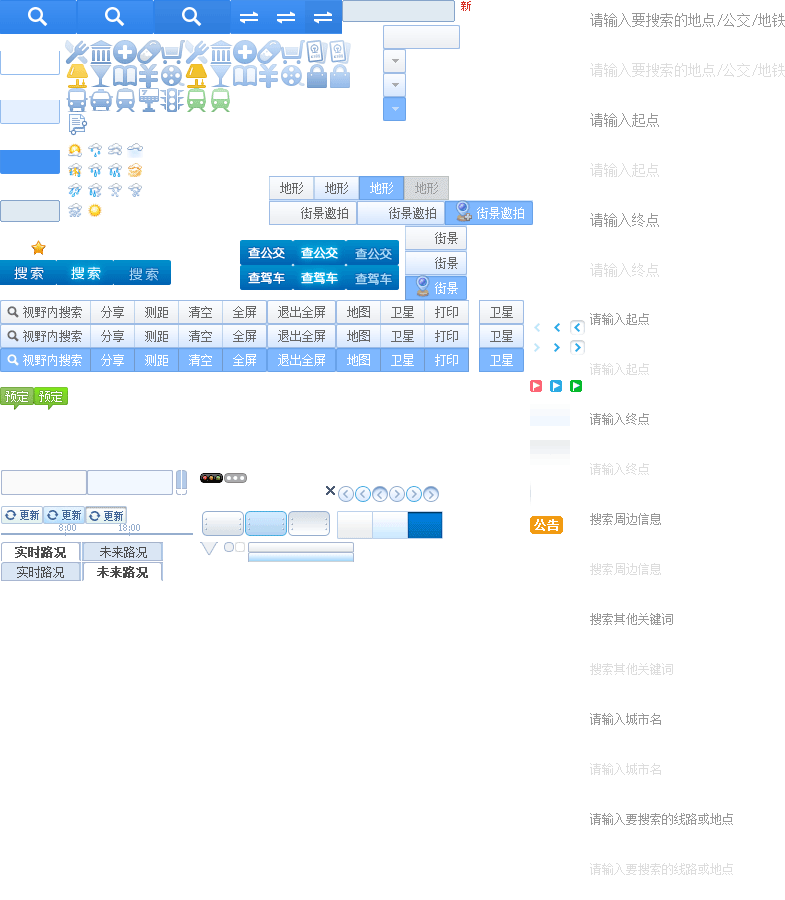 新
请输入要搜索的地点/公交/地铁
请输入要搜索的地点/公交/地铁
请输入起点
请输入起点
地形 地形 地形 地形
街景邀拍 街景邀拍 街景邀拍
请输入终点
街景
查公交 查公交 查公交
街景
搜索 搜索 搜索
请输入终点
查驾车 查驾车 查驾车
街景
视野内搜索 分享 测距 清空 全屏 退出全屏 地图 卫星 打印 卫星
请输入起点
视野内搜索 分享 测距 清空 全屏 退出全屏 地图 卫星 打印 卫星
视野内搜索 分享 测距 清空 全屏 退出全屏 地图 卫星 打印 卫星
请输入起点
预定 预定
请输入终点
请输入终点
更新 更新 更新
搜索周边信息
公告
8:00 18:00
实时路况 未来路况
实时路况 未来路况
搜索周边信息
搜索其他关键词
搜索其他关键词
请输入城市名
请输入城市名
请输入要搜索的线路或地点
请输入要搜索的线路或地点